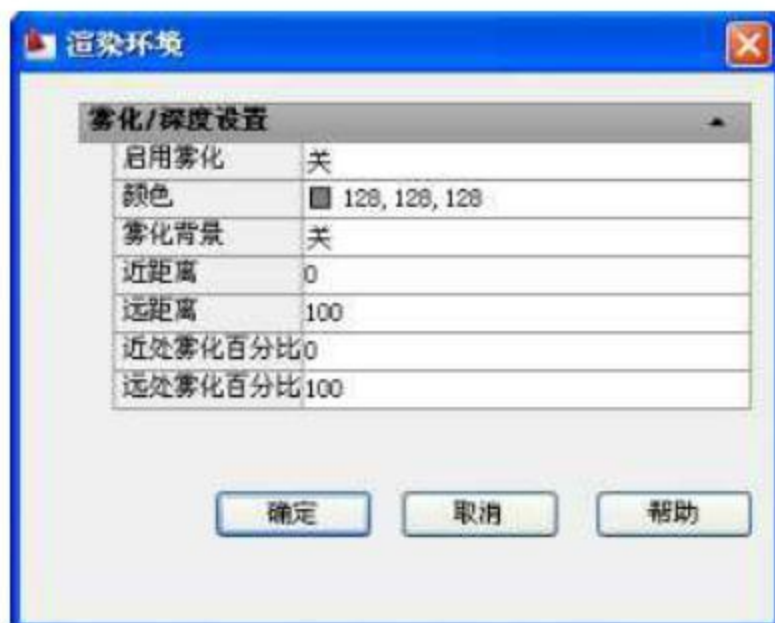 渲染环境
雾化/深度设置
启用雾化 关
颜色 128, 128, 128
雾化背景 关
近距离 0
远距离 100
近处雾化百分比 0
远处雾化百分比 100
确定 取消 帮助